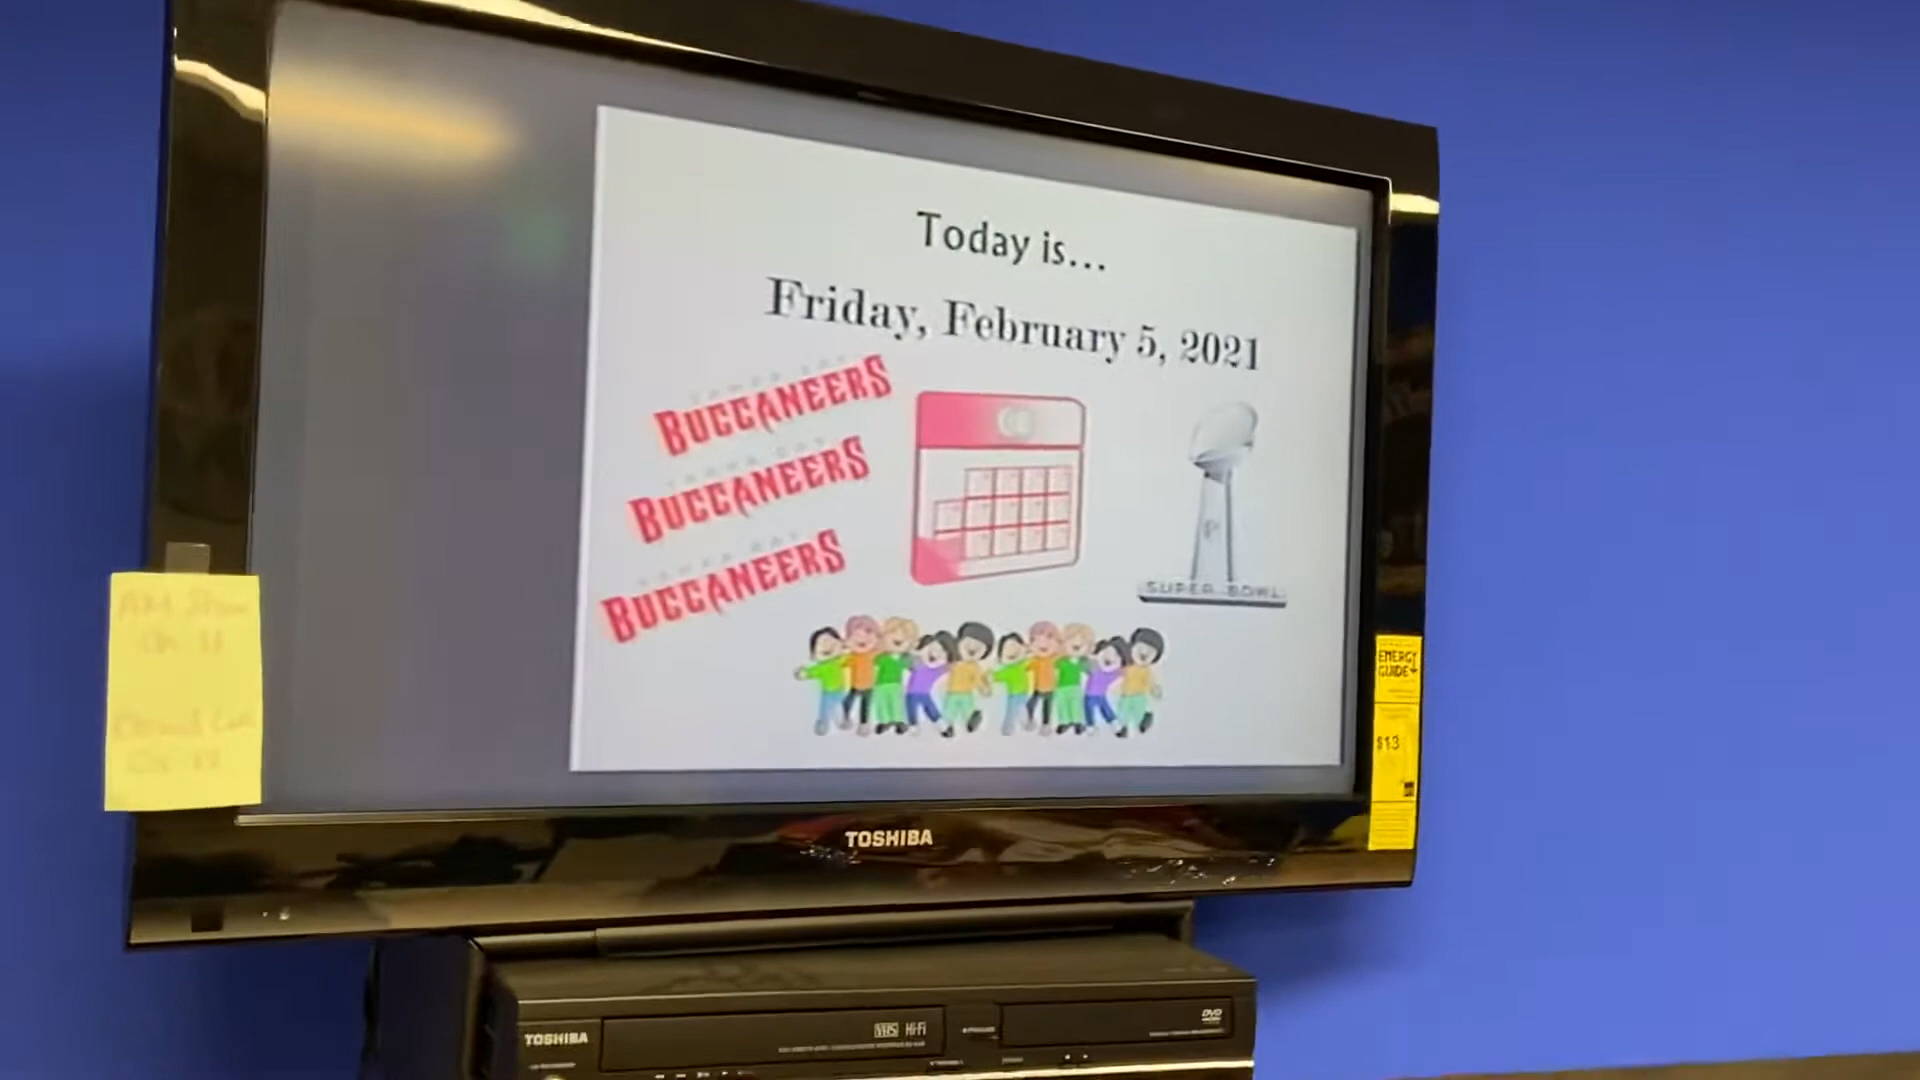 Today is...
Friday, February 5, 2021
BUCCANEERS
BUCCANEERS
BUCCANEERS
SUPER BOWL
ENERGY
GUIDE
$13
TOSHIBA
TOSHIBA
VHS Hi-Fi
DVD